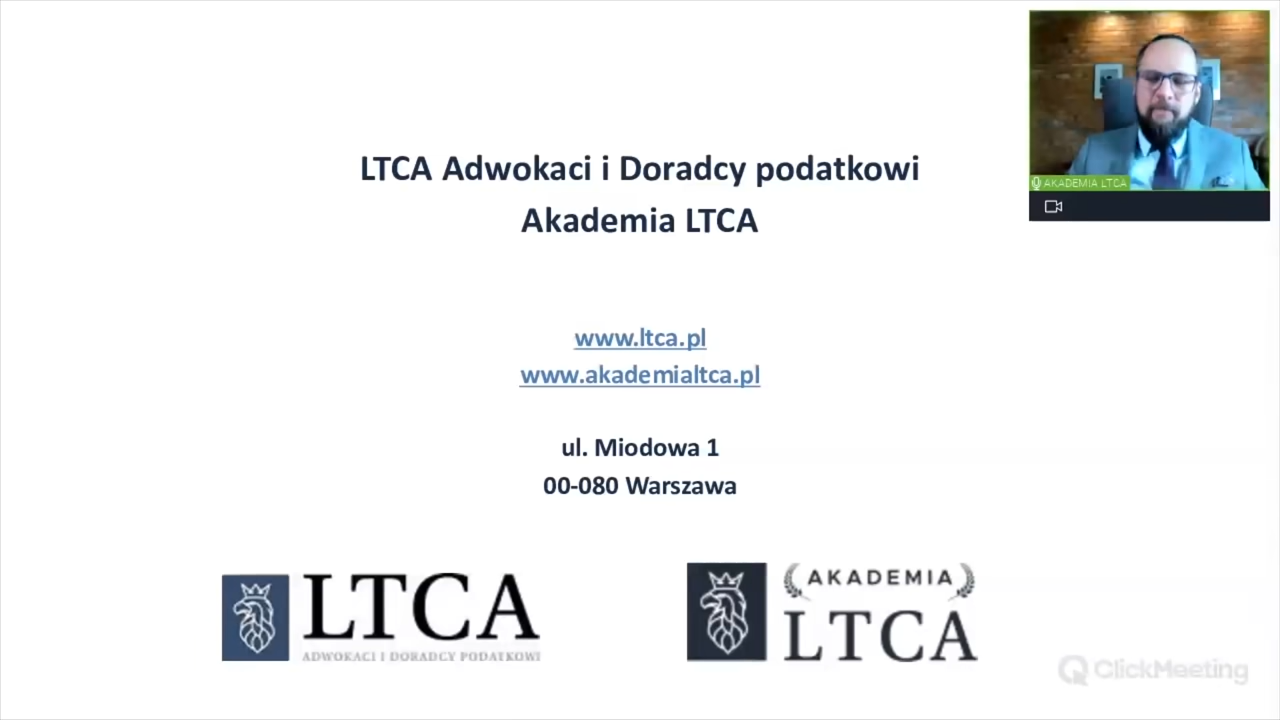 LTCA Adwokaci i Doradcy podatkowi
Akademia LTCA
www.ltca.pl
www.akademialtca.pl
ul. Miodowa 1
00-080 Warszawa
LTCA
ADWOKACI I DORADCY PODATKOWI
AKADEMIA
LTCA
AKADEMIA LTCA
ClickMeeting